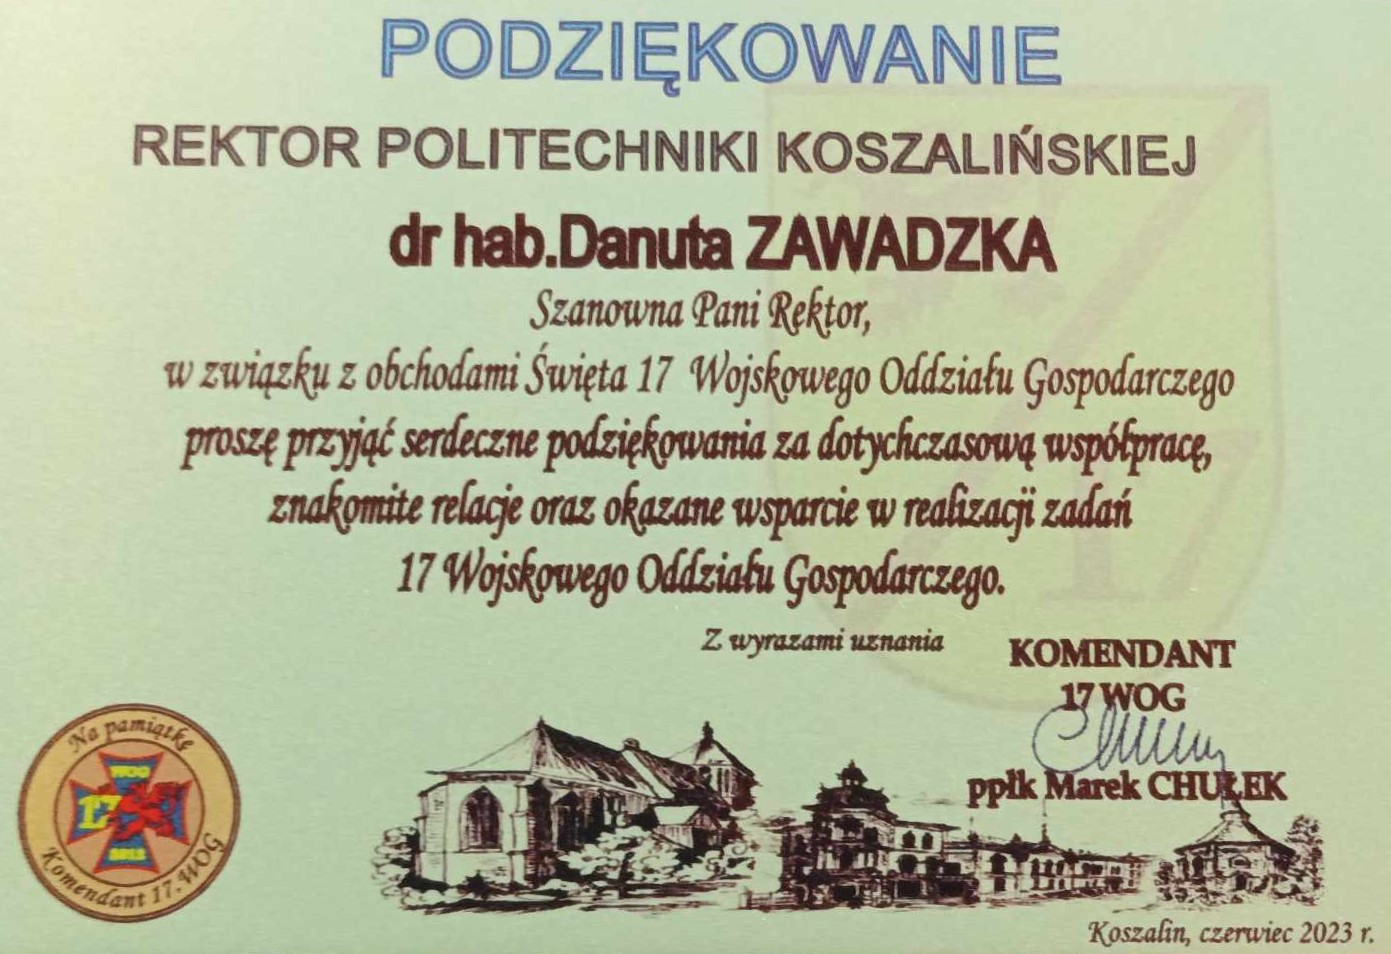 PODZIĘKOWANIE
REKTOR POLITECHNIKI KOSZALIŃSKIEJ
dr hab.Danuta ZAWADZKA
Szanowna Pani Rektor,
w związku z obchodami Święta 17 Wojskowego Oddziału Gospodarczego
proszę przyjąć serdeczne podziękowania za dotychczasową współpracę,
znakomite relacje oraz okazane wsparcie w realizacji zadań
17 Wojskowego Oddziału Gospodarczego.
Z wyrazami uznania
KOMENDANT
17 WOG
ppłk Marek CHUŁEK
Na pamiątkę
WOG
17
Komendant 17.WOG
Koszalin, czerwiec 2023 r.